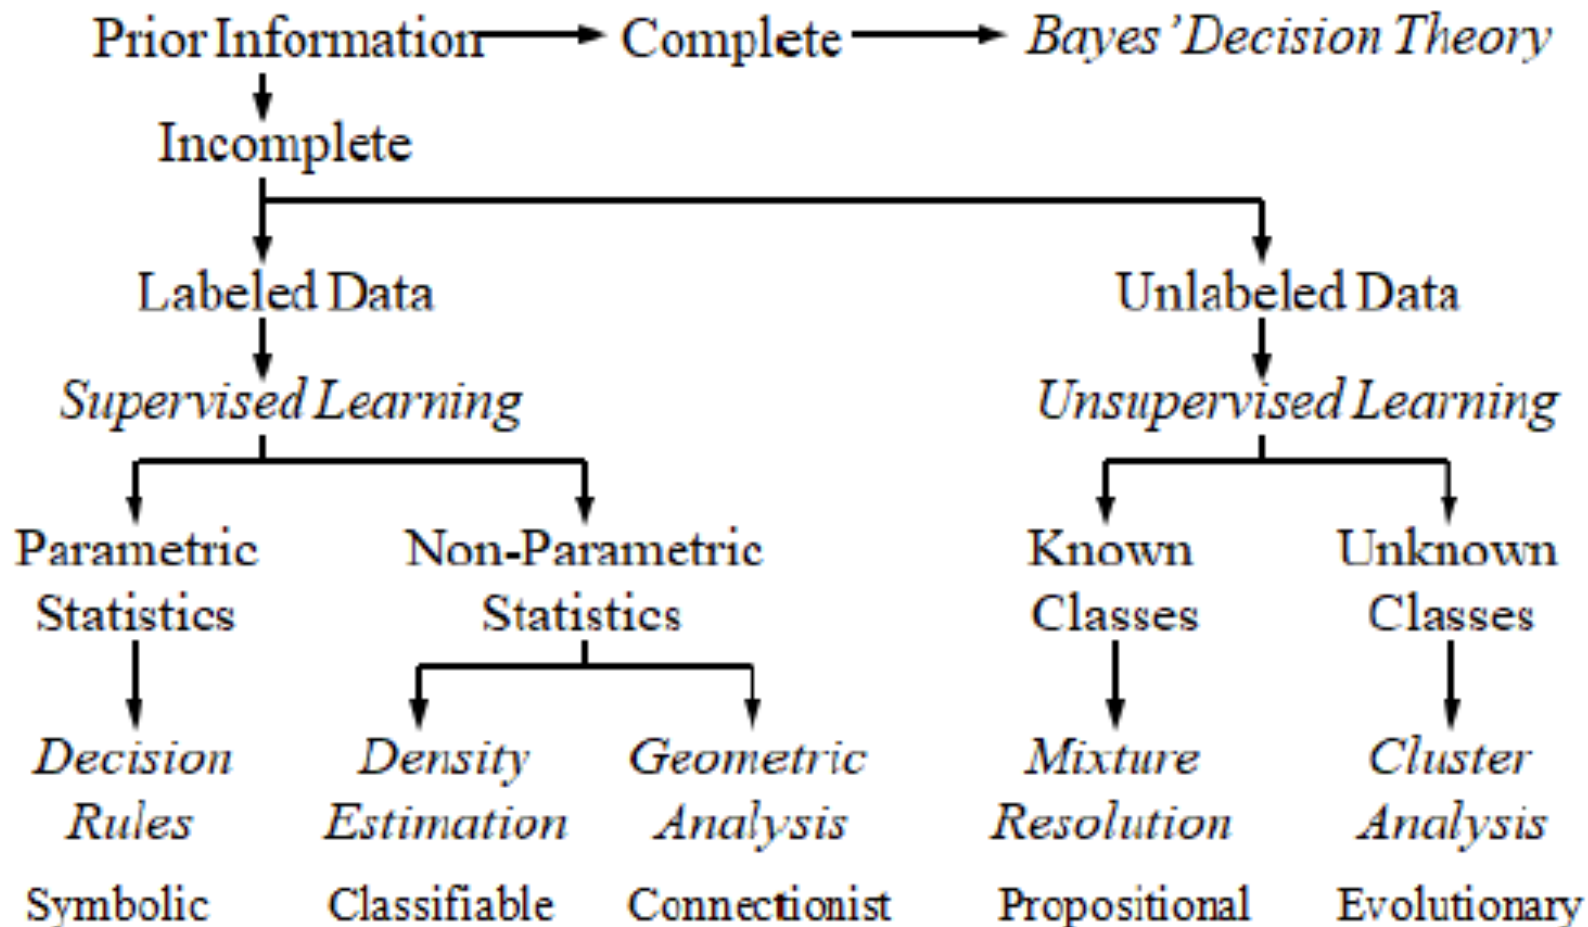 Prior Information Complete Bayes' Decision Theory
Incomplete
Labeled Data Unlabeled Data
Supervised Learning Unsupervised Learning
Parametric Non-Parametric Known Unknown
Statistics Statistics Classes Classes
Decision Density Geometric Mixture Cluster
Rules Estimation Analysis Resolution Analysis
Symbolic Classifiable Connectionist Propositional Evolutionary